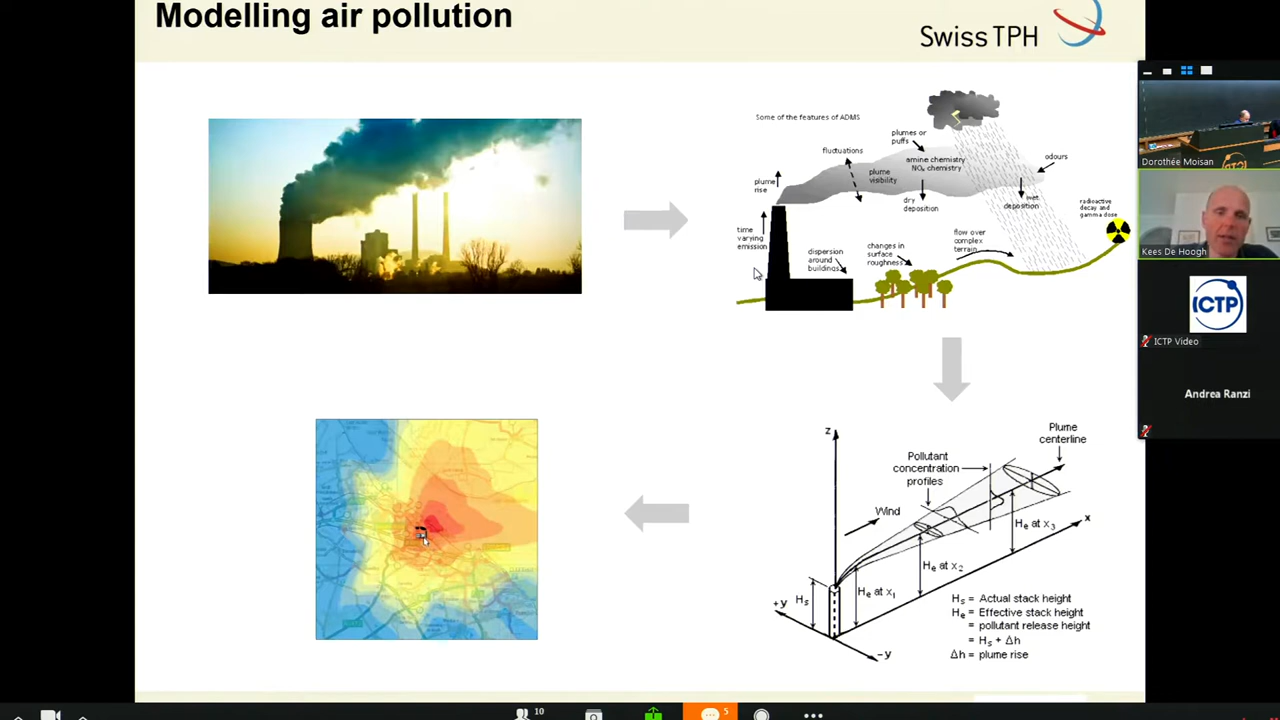 Modelling air pollution
Swiss TPH
Some of the features of ADMS
plumes or
puffs
fluctuations
amine chemistry
NOx chemistry
odours
plume
visibility
plume
rise
dry
deposition
wet
deposition
radioactive
decay and
gamma dose
time
varying
emission
flow over
complex
terrain
changes in
surface
roughness
dispersion
around
buildings
Dorothée Moisan
Kees De Hoogh
ICTP
ICTP Video
Andrea Ranzi
z
Plume
centerline
Pollutant
concentration
profiles
Wind
x
He at x3
He at x2
He at x1
Hs
+y
-y
Hs = Actual stack height
He = Effective stack height
= pollutant release height
= Hs + Δh
Δh = plume rise
10
5